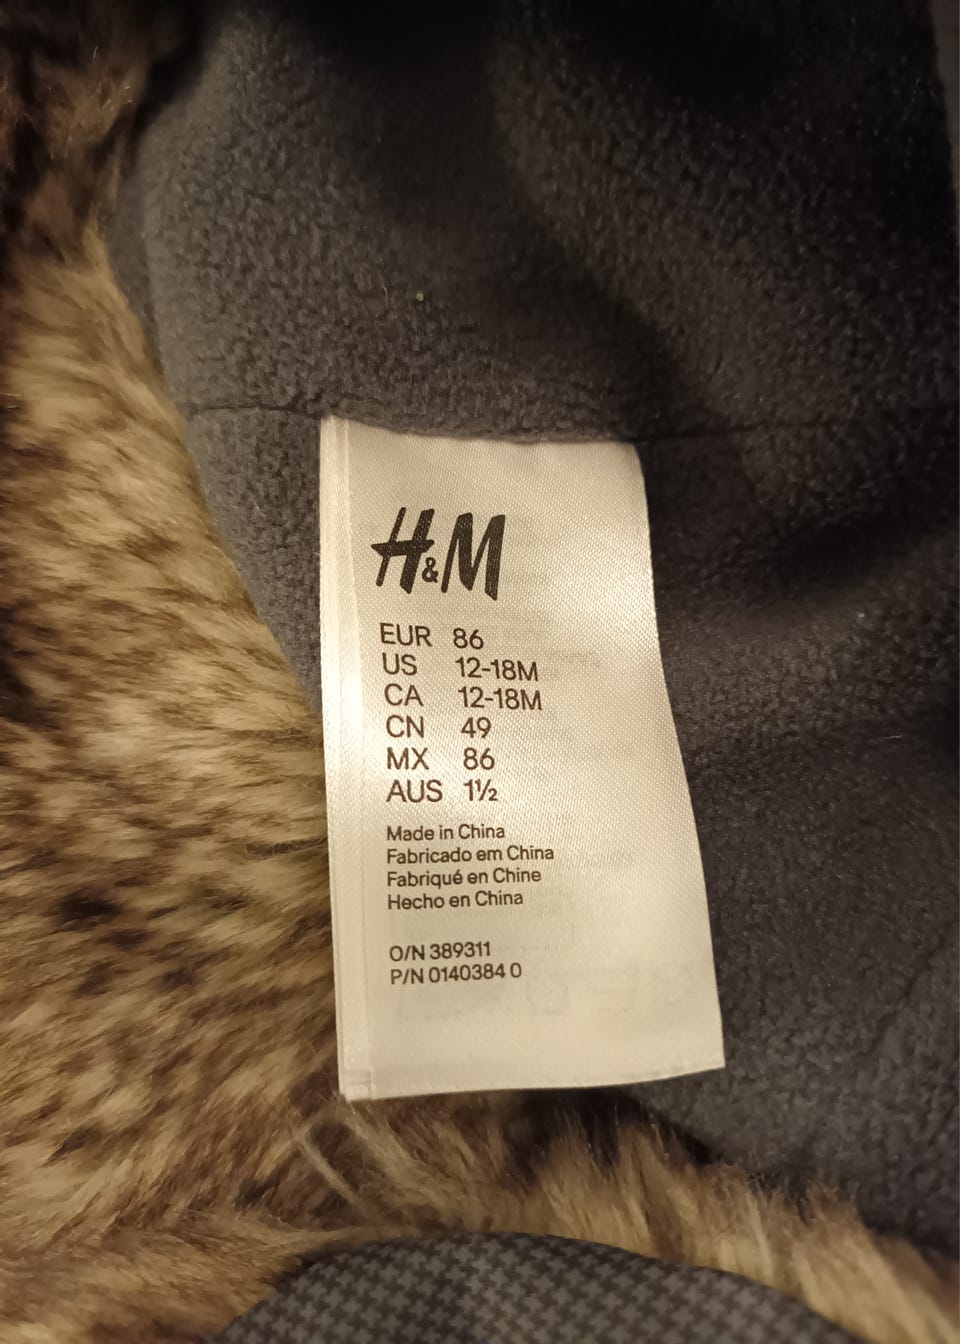 H&M
EUR 86
US 12-18M
CA 12-18M
CN 49
MX 86
AUS 1½
Made in China
Fabricado em China
Fabriqué en Chine
Hecho en China
O/N 389311
P/N 0140384 0